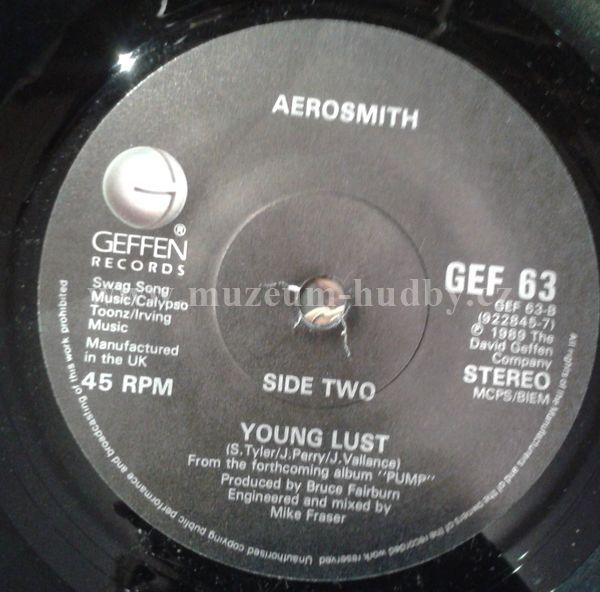 AEROSMITH
®
GEFFEN
RECORDS
Swag Song
Music/Calypso
Toonz/Irving
Music
Manufactured
in the UK
45 RPM
www.muzeum-hudby.cz
GEF 63
GEF 63-B
(922845-7)
℗ 1989 The
David Geffen
Company
STEREO
MCPS/BIEM
SIDE TWO
YOUNG LUST
(S.Tyler/J.Perry/J.Vallance)
From the forthcoming album "PUMP"
Produced by Bruce Fairburn
Engineered and mixed by
Mike Fraser
All rights of the Manufacturers and of the owners of the recorded work reserved. Unauthorised copying public performance and broadcasting of this work prohibited